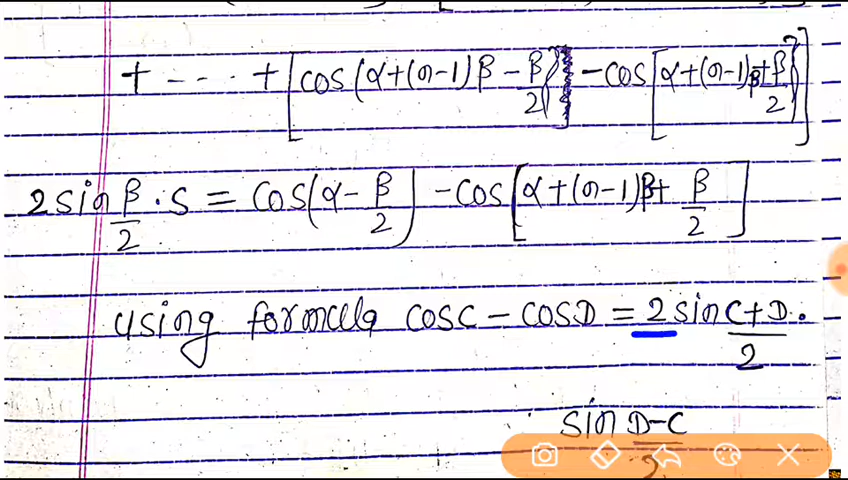 + - - - - + [cos(α+(n-1)β - β/2)] - cos[α+(n-1)β+β/2]]
2 sin β/2 · S = cos(α - β/2) - cos[α+(n-1)β+ β/2]
using formula cosC - cosD = 2 sin C+D/2 ·
sin D-C/2